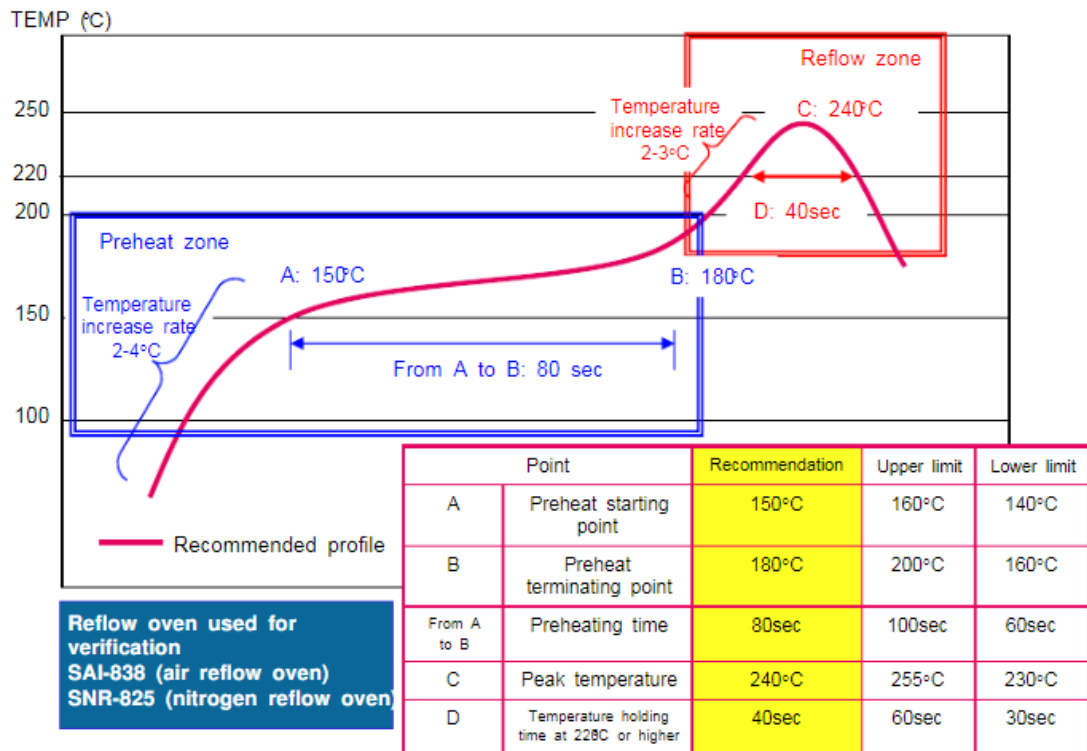 TEMP (°C)
250
220
200
150
100
Reflow zone
Temperature
increase rate
2-3°C
C: 240°C
D: 40sec
Preheat zone
A: 150°C
B: 180°C
Temperature
increase rate
2-4°C
From A to B: 80 sec
Recommended profile
Reflow oven used for
verification
SAI-838 (air reflow oven)
SNR-825 (nitrogen reflow oven)
Point Recommendation Upper limit Lower limit
A Preheat starting 150°C 160°C 140°C
point
B Preheat 180°C 200°C 160°C
terminating point
From A Preheating time 80sec 100sec 60sec
to B
C Peak temperature 240°C 255°C 230°C
D Temperature holding 40sec 60sec 30sec
time at or higher